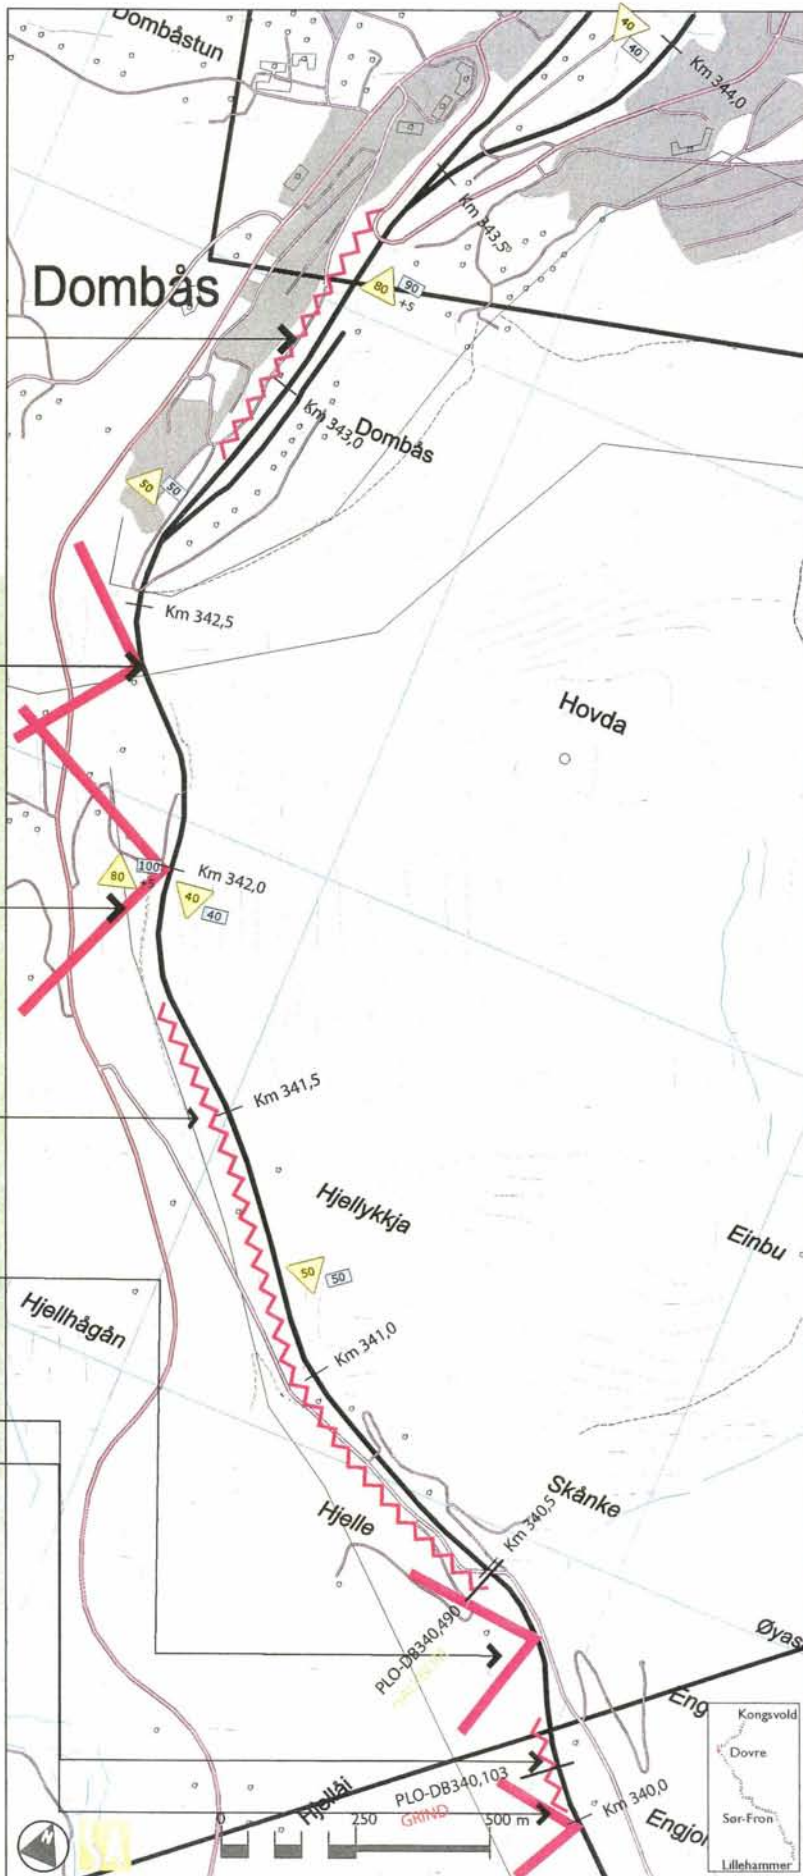 Dombåstun
40
40
Km 344,0
Km 343,5
Dombås
80
90
+5
Km 343,0
Dombås
50
50
Km 342,5
Hovda
100
80
+5
Km 342,0
40
40
Km 341,5
Hjellykkja
Einbu
50
50
Hjellhågån
Km 341,0
Skånke
Hjelle
Km 340,5
PLO-DB340,490
Øyas
Eng
Kongsvold
Dovre
Sør-Fron
Lillehammer
PLO-DB340,103
GRIND
Km 340,0
Engjor
Hjellåi
0
250
500 m
N